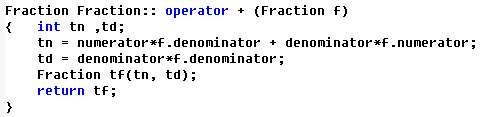 Fraction Fraction:: operator + (Fraction f)
{   int tn ,td;
    tn = numerator*f.denominator + denominator*f.numerator;
    td = denominator*f.denominator;
    Fraction tf(tn, td);
    return tf;
}